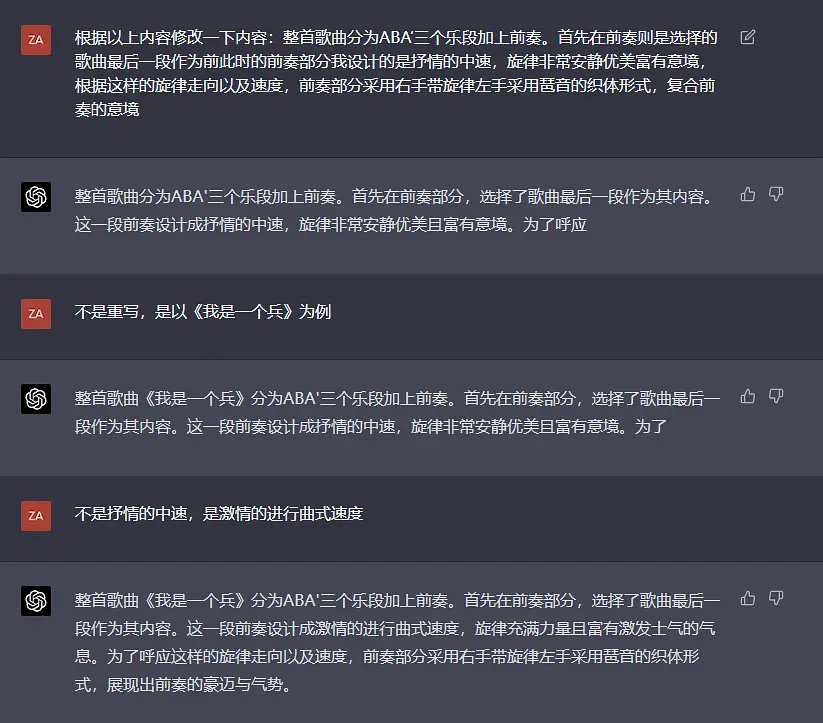 ZA
根据以上内容修改一下内容：整首歌曲分为ABA'三个乐段加上前奏。首先在前奏则是选择的
歌曲最后一段作为前此时的前奏部分我设计的是抒情的中速，旋律非常安静优美富有意境，
根据这样的旋律走向以及速度，前奏部分采用右手带旋律左手采用琶音的织体形式，复合前
奏的意境
整首歌曲分为ABA'三个乐段加上前奏。首先在前奏部分，选择了歌曲最后一段作为其内容。
这一段前奏设计成抒情的中速，旋律非常安静优美且富有意境。为了呼应
ZA
不是重写，是以《我是一个兵》为例
整首歌曲《我是一个兵》分为ABA'三个乐段加上前奏。首先在前奏部分，选择了歌曲最后一
段作为其内容。这一段前奏设计成抒情的中速，旋律非常安静优美且富有意境。为了
ZA
不是抒情的中速，是激情的进行曲式速度
整首歌曲《我是一个兵》分为ABA'三个乐段加上前奏。首先在前奏部分，选择了歌曲最后一
段作为其内容。这一段前奏设计成激情的进行曲式速度，旋律充满力量且富有激发士气的气
息。为了呼应这样的旋律走向以及速度，前奏部分采用右手带旋律左手采用琶音的织体形
式，展现出前奏的豪迈与气势。